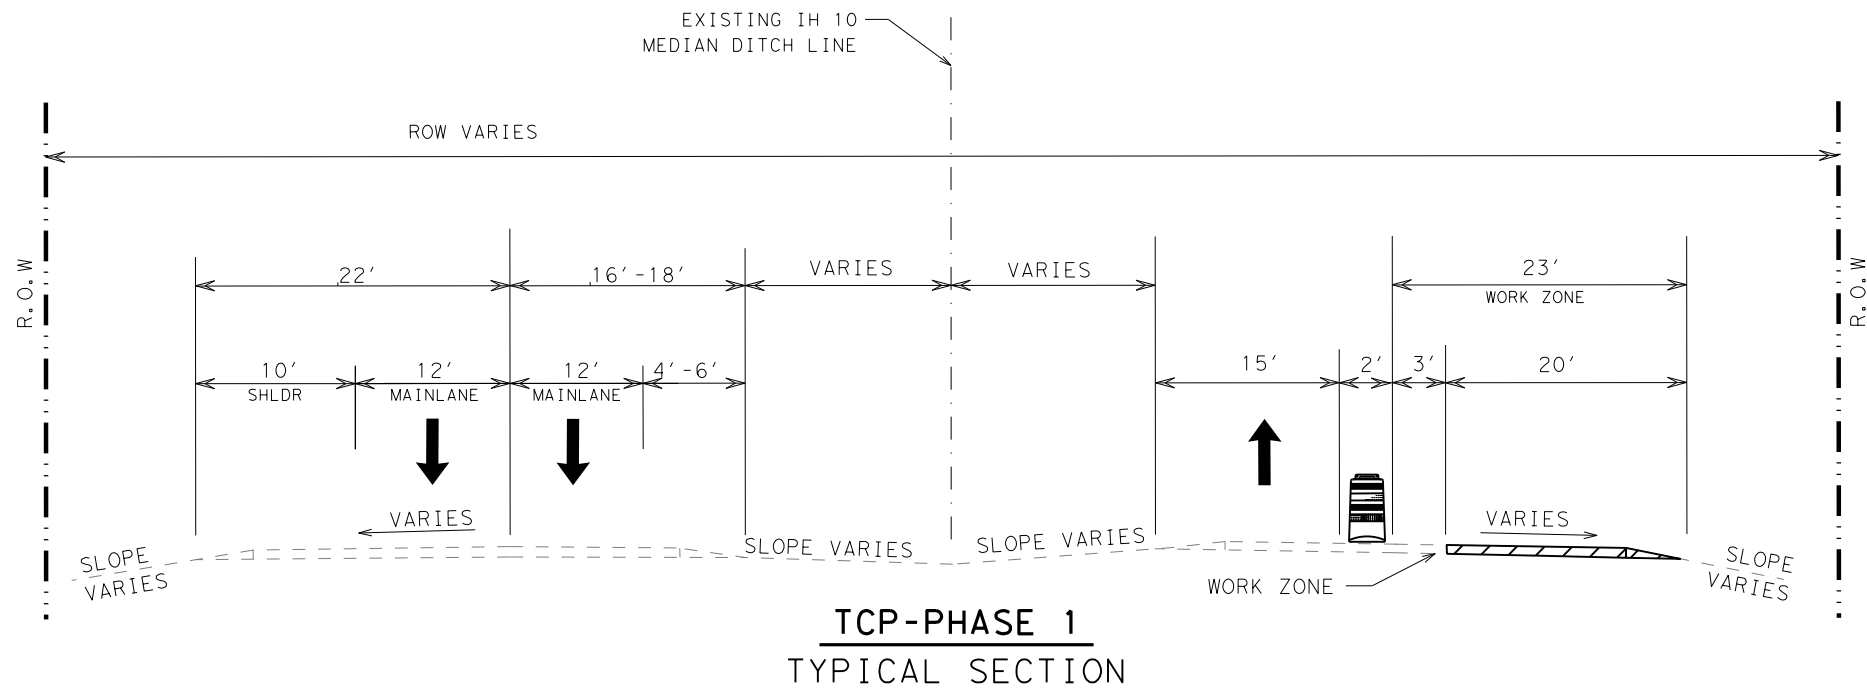 EXISTING IH 10
MEDIAN DITCH LINE
ROW VARIES
R.O.W
R.O.W
22'
16'-18'
VARIES
VARIES
23'
WORK ZONE
10'
SHLDR
12'
MAINLANE
12'
MAINLANE
4'-6'
15'
2'
3'
20'
VARIES
VARIES
SLOPE
VARIES
SLOPE VARIES
SLOPE VARIES
SLOPE
VARIES
WORK ZONE
TCP-PHASE 1
TYPICAL SECTION